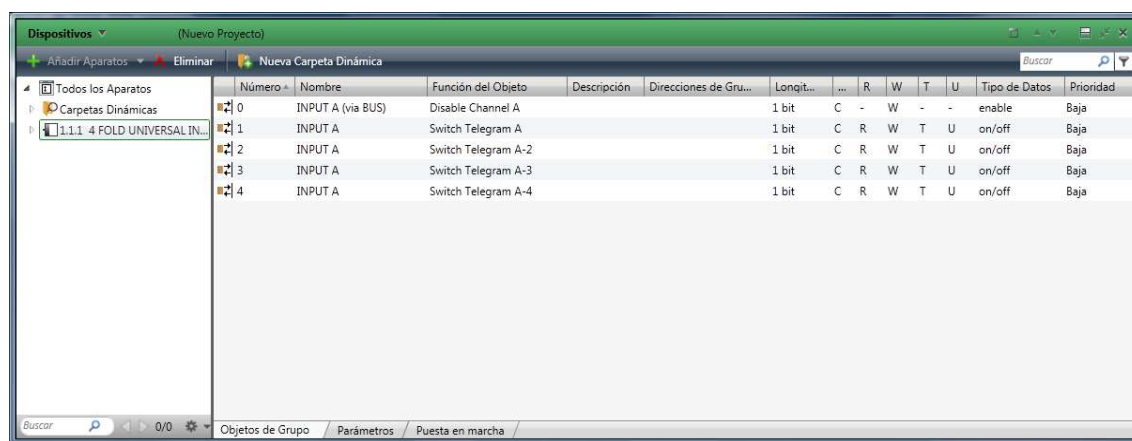 Dispositivos (Nuevo Proyecto)
Añadir Aparatos Eliminar Nueva Carpeta Dinámica Buscar
Todos los Aparatos
Carpetas Dinámicas
1.1.1 4 FOLD UNIVERSAL IN...
Número Nombre Función del Objeto Descripción Direcciones de Gru... Longit... ... R W T U Tipo de Datos Prioridad
0 INPUT A (via BUS) Disable Channel A 1 bit C - W - - enable Baja
1 INPUT A Switch Telegram A 1 bit C R W T U on/off Baja
2 INPUT A Switch Telegram A-2 1 bit C R W T U on/off Baja
3 INPUT A Switch Telegram A-3 1 bit C R W T U on/off Baja
4 INPUT A Switch Telegram A-4 1 bit C R W T U on/off Baja
Buscar 0/0 Objetos de Grupo Parámetros Puesta en marcha